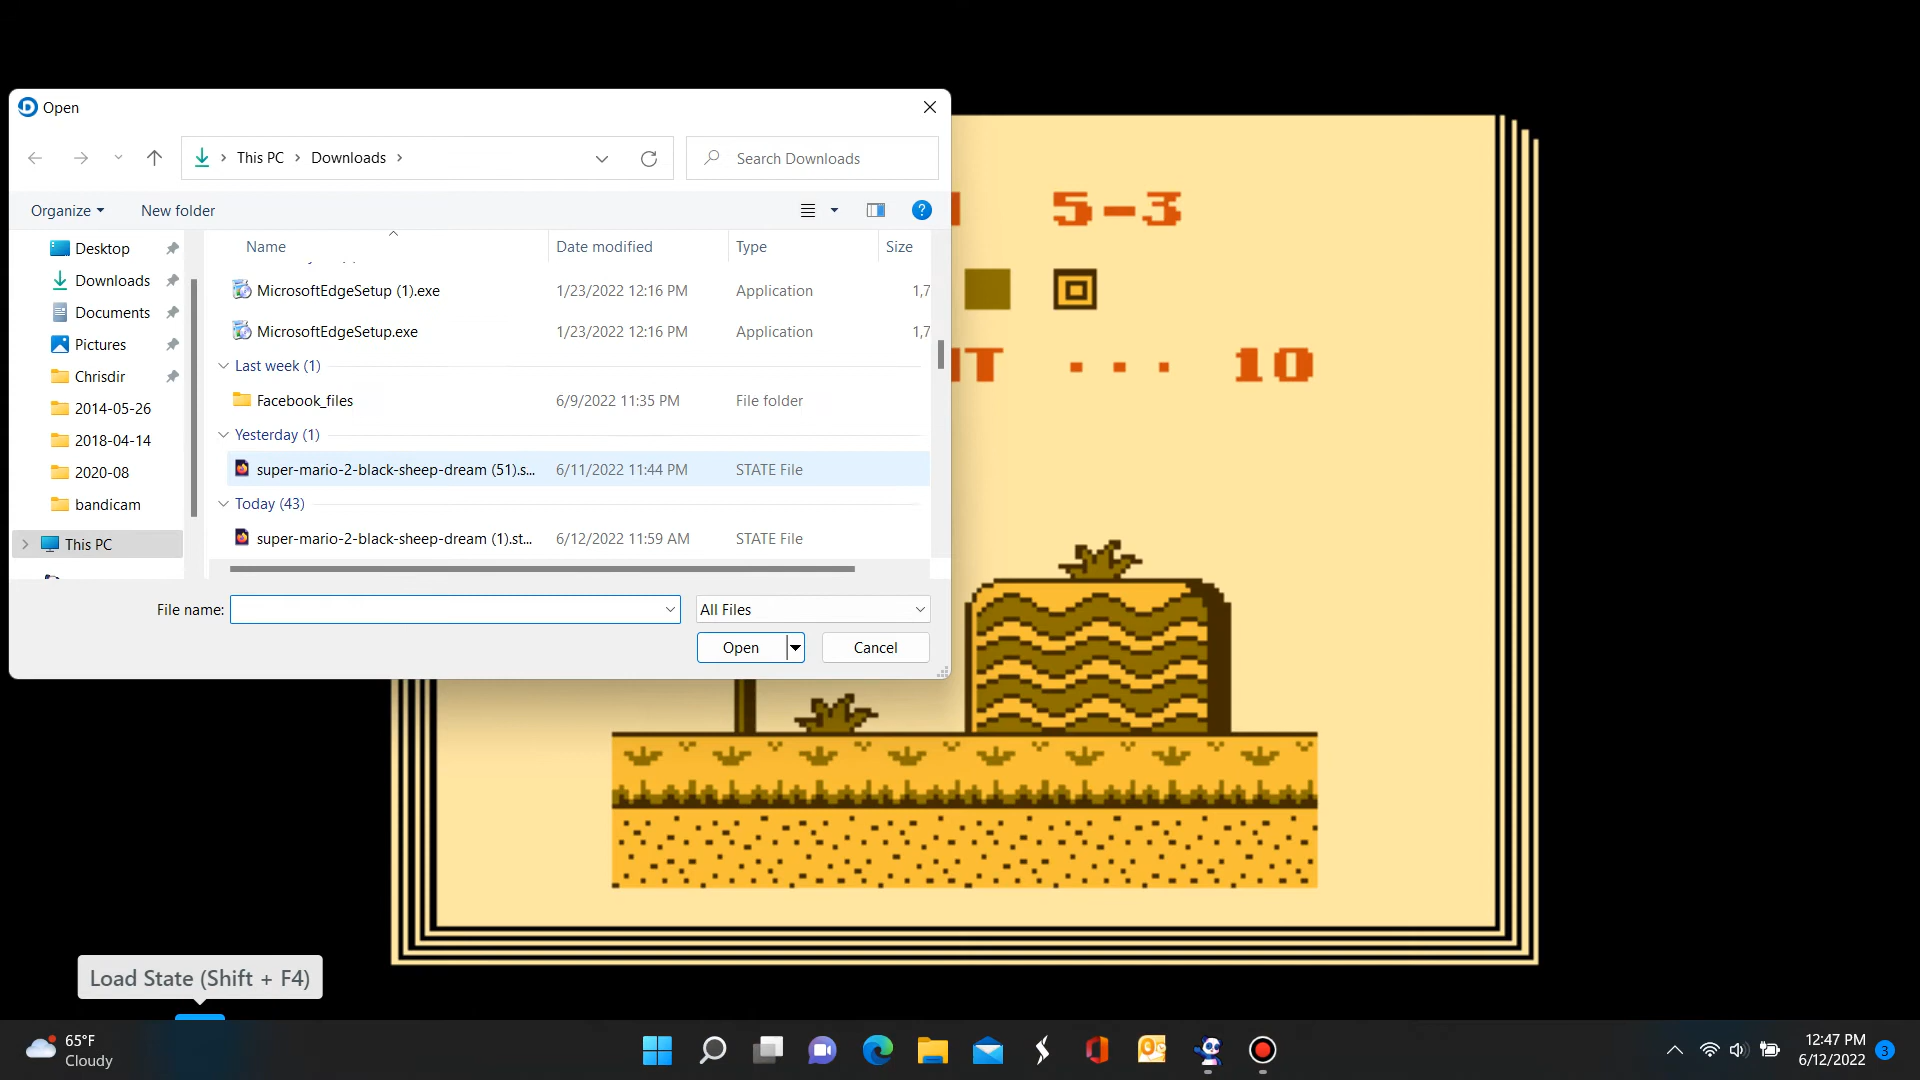 Open
This PC > Downloads >
Search Downloads
Organize
New folder
Name
Date modified
Type
Size
Desktop
Downloads
Documents
Pictures
Chrisdir
2014-05-26
2018-04-14
2020-08
bandicam
This PC
MicrosoftEdgeSetup (1).exe 1/23/2022 12:16 PM Application 1,7
MicrosoftEdgeSetup.exe 1/23/2022 12:16 PM Application 1,7
Last week (1)
Facebook_files 6/9/2022 11:35 PM File folder
Yesterday (1)
super-mario-2-black-sheep-dream (51).s... 6/11/2022 11:44 PM STATE File
Today (43)
super-mario-2-black-sheep-dream (1).st... 6/12/2022 11:59 AM STATE File
File name:
All Files
Open
Cancel
5-3
T ··· 10
Load State (Shift + F4)
65°F
Cloudy
12:47 PM
6/12/2022
3